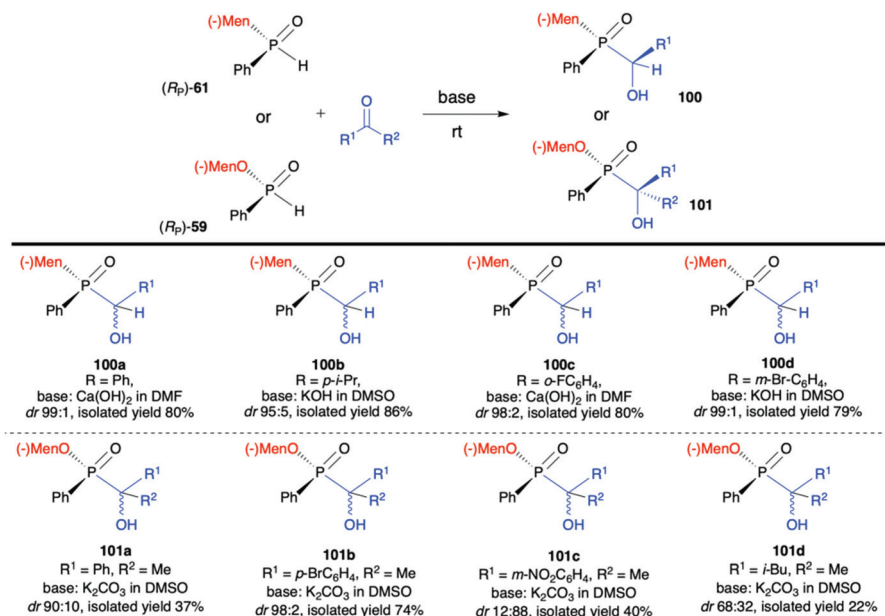 (-)Men
O
P
Ph
H
(RP)-61
or
(-)MenO
O
P
Ph
H
(RP)-59
+
O
R1
R2
base
rt
(-)Men
O
P
R1
Ph
H
OH
100
or
(-)MenO
O
P
R1
Ph
R2
OH
101
(-)Men
O
P
R1
Ph
H
OH
100a
R = Ph,
base: Ca(OH)2 in DMF
dr 99:1, isolated yield 80%
(-)Men
O
P
R1
Ph
H
OH
100b
R = p-i-Pr,
base: KOH in DMSO
dr 95:5, isolated yield 86%
(-)Men
O
P
R1
Ph
H
OH
100c
R = o-FC6H4,
base: Ca(OH)2 in DMF
dr 98:2, isolated yield 80%
(-)Men
O
P
R1
Ph
H
OH
100d
R = m-Br-C6H4,
base: KOH in DMSO
dr 99:1, isolated yield 79%
(-)MenO
O
P
R1
Ph
R2
OH
101a
R1 = Ph, R2 = Me
base: K2CO3 in DMSO
dr 90:10, isolated yield 37%
(-)MenO
O
P
R1
Ph
R2
OH
101b
R1 = p-BrC6H4, R2 = Me
base: K2CO3 in DMSO
dr 98:2, isolated yield 74%
(-)MenO
O
P
R1
Ph
R2
OH
101c
R1 = m-NO2C6H4, R2 = Me
base: K2CO3 in DMSO
dr 12:88, isolated yield 40%
(-)MenO
O
P
R1
Ph
R2
OH
101d
R1 = i-Bu, R2 = Me
base: K2CO3 in DMSO
dr 68:32, isolated yield 22%